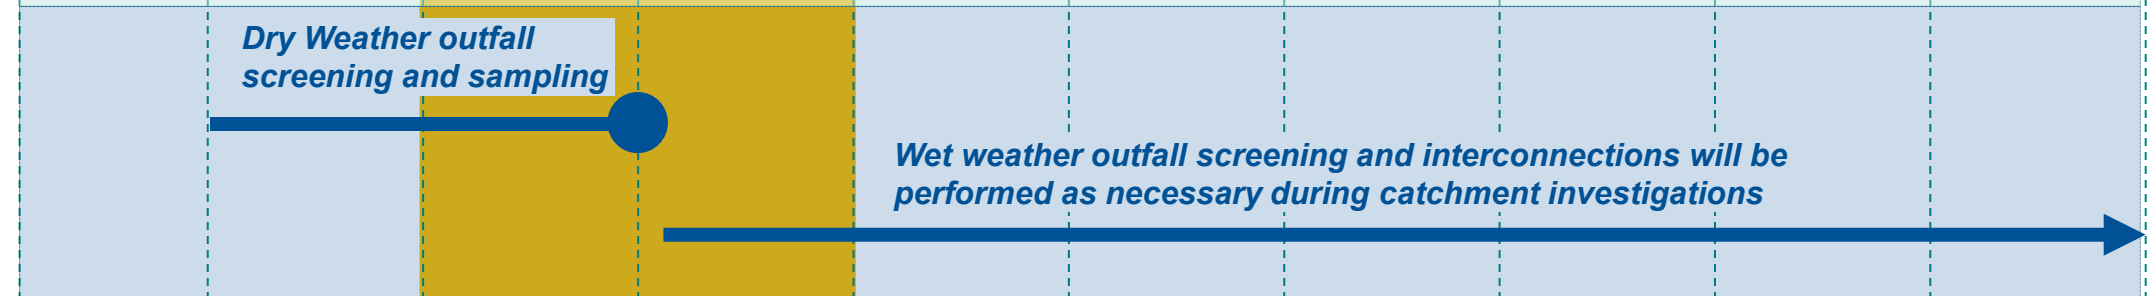 Dry Weather outfall
screening and sampling
Wet weather outfall screening and interconnections will be
performed as necessary during catchment investigations